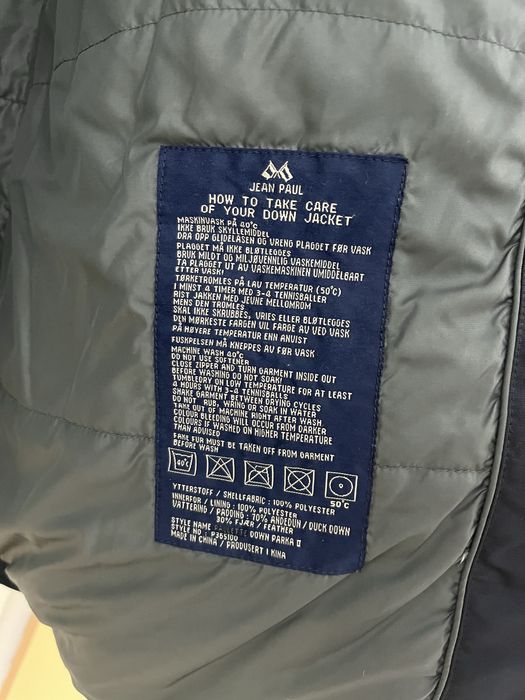 JEAN PAUL
HOW TO TAKE CARE
OF YOUR DOWN JACKET
MASKINVASK PÅ 40°C
IKKE BRUK SKYLLEMIDDEL
DRA OPP GLIDELÅSEN OG VRENG PLAGGET FØR VASK
PLAGGET MÅ IKKE BLØTLEGGES
BRUK MILDT OG MILJØVENNLIG VASKEMIDDEL
TA PLAGGET UT AV VASKEMASKINEN UMIDDELBART
ETTER VASK!
TØRKETROMLES PÅ LAV TEMPERATUR (50°C)
I MINST 4 TIMER MED 3-4 TENNISBALLER
RIST JAKKEN MED JEUNE MELLOMROM
MENS DEN TROMLES
SKAL IKKE SKRUBBES, VRIES ELLER BLØTLEGGES
DEN MØRKESTE FARGEN VIL FARGE AV VED VASK
PÅ HØYERE TEMPERATUR ENN ANVIST
FUSKPELSEN MÅ KNEPPES AV FØR VASK
MACHINE WASH 40°C
DO NOT USE SOFTENER
CLOSE ZIPPER AND TURN GARMENT INSIDE OUT
BEFORE WASHING DO NOT SOAK!
TUMBLEDRY ON LOW TEMPERATURE FOR AT LEAST
4 HOURS WITH 3-4 TENNISBALLS
SHAKE GARMENT BETWEEN DRYING CYCLES
DO NOT RUB, WRING OR SOAK IN WATER
TAKE OUT OF MACHINE RIGHT AFTER WASH
COLOUR BLEEDING WILL OCCUR FROM DARKER
COLOURS IF WASHED ON HIGHER TEMPERATURE
THAN ADVISED
FAKE FUR MUST BE TAKEN OFF FROM GARMENT
BEFORE WASH
40°C
50°C
YTTERSTOFF / SHELLFABRIC : 100% POLYESTER
INNERFOR / LINING : 100% POLYESTER
VATTERING / PADDING : 70% ANDEDUN / DUCK DOWN
30% FJÆR / FEATHER
STYLE NAME DOWN PARKA II
STYLE NO : P365100
MADE IN CHINA / PRODUSERT I KINA